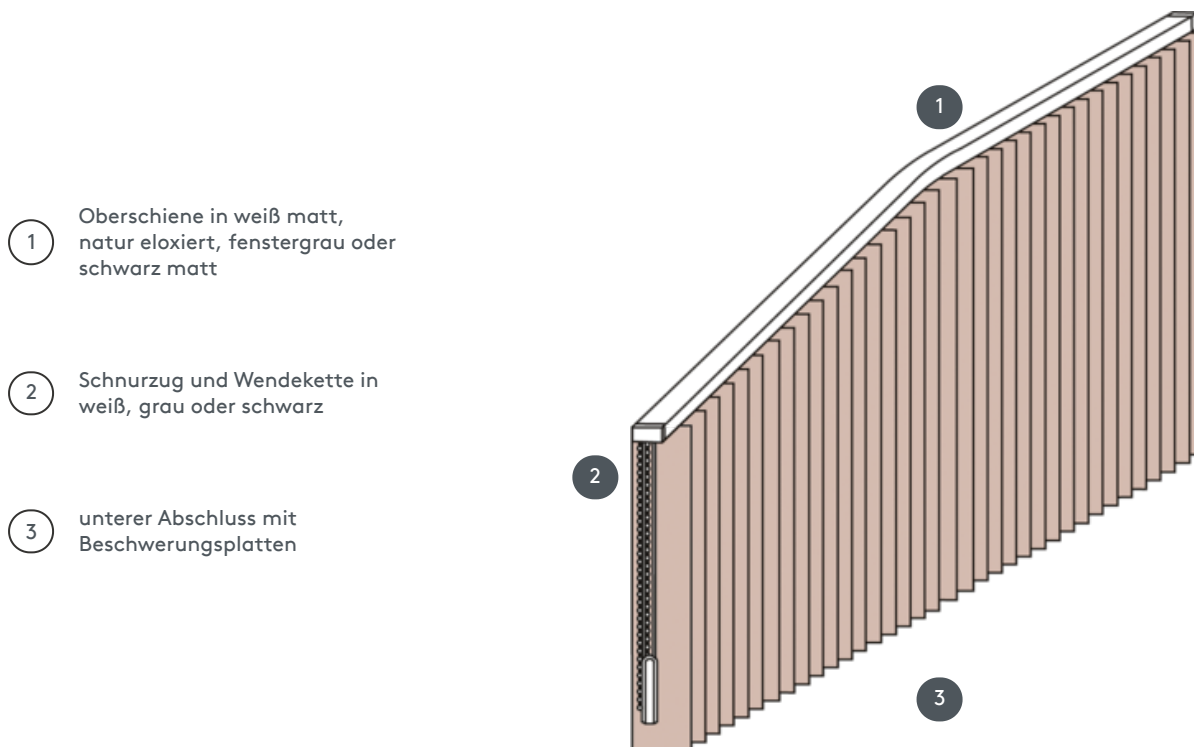 1
Oberschiene in weiß matt,
natur eloxiert, fenstergrau oder
schwarz matt
2
Schnurzug und Wendekette in
weiß, grau oder schwarz
3
unterer Abschluss mit
Beschwerungsplatten
1
2
3